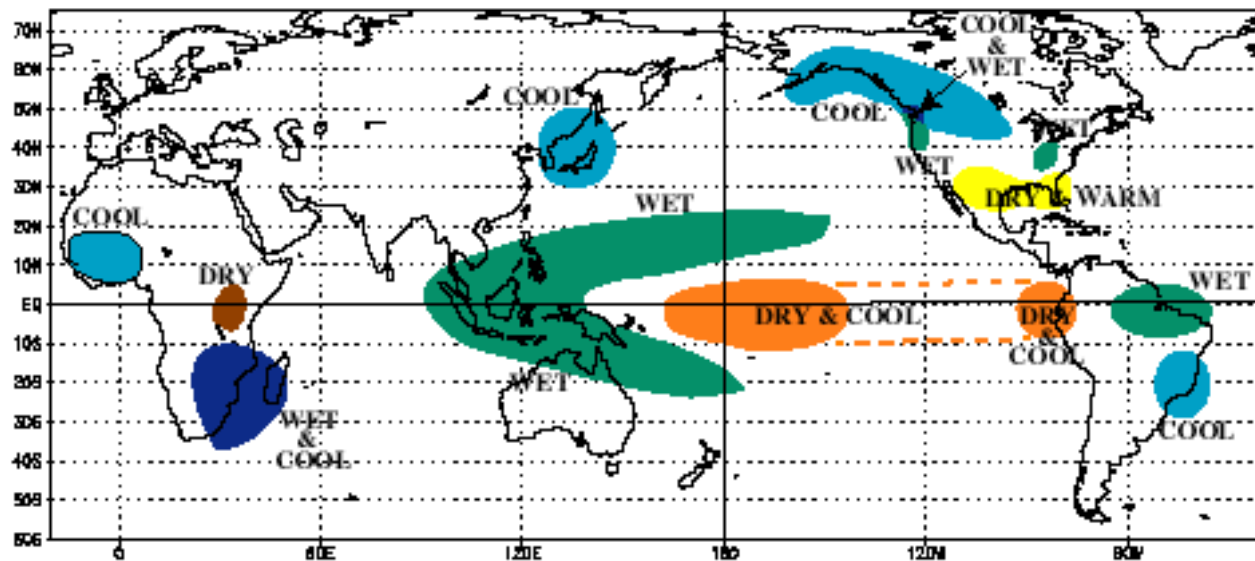 70N
60N
50N
40N
30N
20N
10N
EQ
10S
20S
30S
40S
50S
60S
COOL
&
WET
COOL
COOL
WET
WET
DRY & WARM
COOL
WET
DRY
WET
DRY & COOL
DRY
&
COOL
WET
WET
&
COOL
COOL
0
60E
120E
180
120W
60W